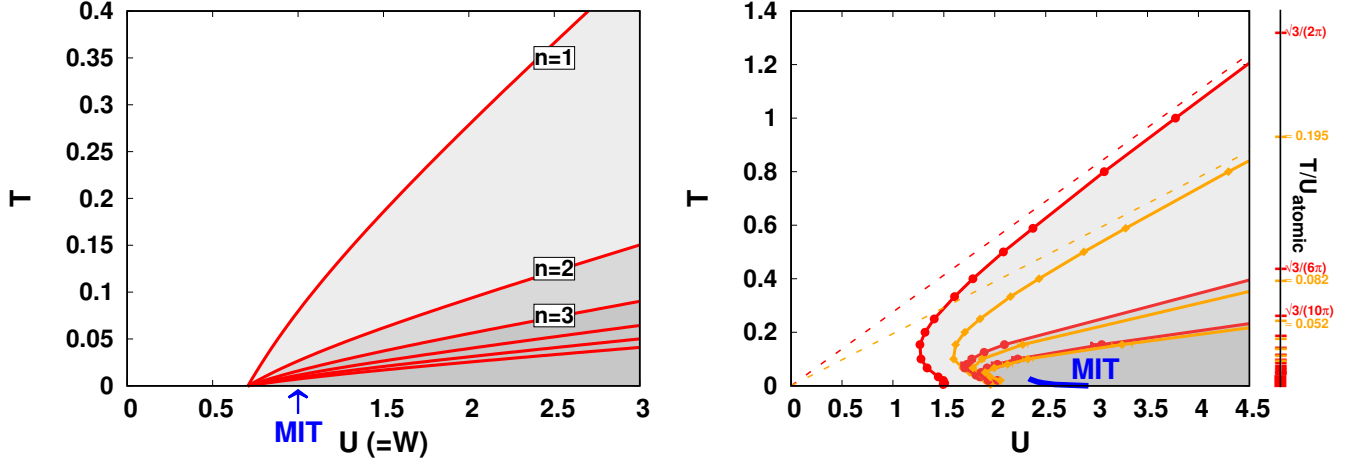 0.4
0.35
0.3
0.25
0.2
0.15
0.1
0.05
0
T
n=1
n=2
n=3
0 0.5 1 1.5 2 2.5 3
MIT
U (=W)
1.4
1.2
1
0.8
0.6
0.4
0.2
0
T
MIT
0 0.5 1 1.5 2 2.5 3 3.5 4 4.5
U
√3/(2π)
= 0.195
T/Uatomic
√3/(6π)
= 0.082
√3/(10π)
= 0.052